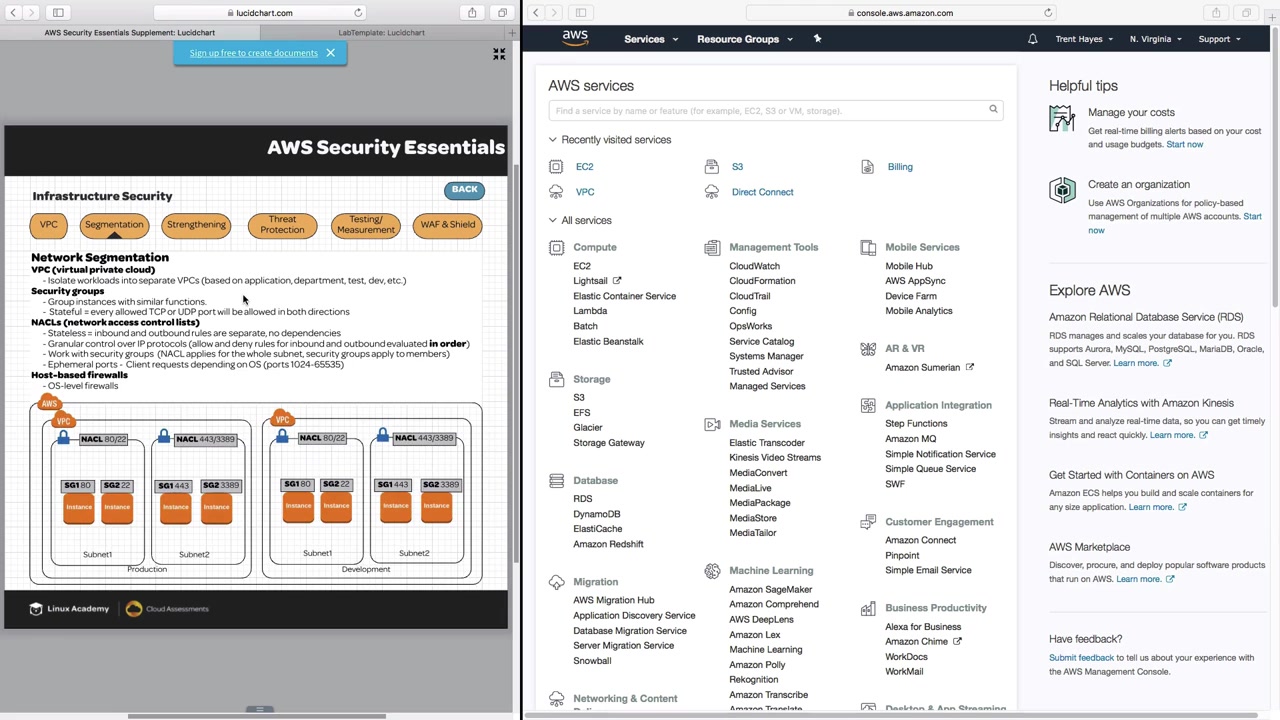 lucidchart.com
AWS Security Essentials Supplement: Lucidchart
LabTemplate: Lucidchart
Sign up free to create documents
AWS Security Essentials
Infrastructure Security
BACK
VPC
Segmentation
Strengthening
Threat
Protection
Testing/
Measurement
WAF & Shield
Network Segmentation
VPC (virtual private cloud)
- Isolate workloads into separate VPCs (based on application, department, test, dev, etc.)
Security groups
- Group instances with similar functions.
- Stateful = every allowed TCP or UDP port will be allowed in both directions
NACLs (network access control lists)
- Stateless = inbound and outbound rules are separate, no dependencies
- Granular control over IP protocols (allow and deny rules for inbound and outbound evaluated in order)
- Work with security groups (NACL applies for the whole subnet, security groups apply to members)
- Ephemeral ports - Client requests depending on OS (ports 1024-65535)
Host-based firewalls
- OS-level firewalls
AWS
VPC
VPC
NACL 80/22
NACL 443/3389
NACL 80/22
NACL 443/3389
SG1 80
SG2 22
SG1 443
SG2 3389
SG1 80
SG2 22
SG1 443
SG2 3389
Instance
Instance
Instance
Instance
Instance
Instance
Instance
Instance
Subnet1
Subnet2
Subnet1
Subnet2
Production
Development
Linux Academy
Cloud Assessments
console.aws.amazon.com
aws
Services
Resource Groups
Trent Hayes
N. Virginia
Support
AWS services
Find a service by name or feature (for example, EC2, S3 or VM, storage).
Recently visited services
EC2
S3
Billing
VPC
Direct Connect
All services
Compute
EC2
Lightsail
Elastic Container Service
Lambda
Batch
Elastic Beanstalk
Storage
S3
EFS
Glacier
Storage Gateway
Database
RDS
DynamoDB
ElastiCache
Amazon Redshift
Migration
AWS Migration Hub
Application Discovery Service
Database Migration Service
Server Migration Service
Snowball
Networking & Content
Management Tools
CloudWatch
CloudFormation
CloudTrail
Config
OpsWorks
Service Catalog
Systems Manager
Trusted Advisor
Managed Services
Media Services
Elastic Transcoder
Kinesis Video Streams
MediaConvert
MediaLive
MediaPackage
MediaStore
MediaTailor
Machine Learning
Amazon SageMaker
Amazon Comprehend
AWS DeepLens
Amazon Lex
Machine Learning
Amazon Polly
Rekognition
Amazon Transcribe
Amazon Translate
Mobile Services
Mobile Hub
AWS AppSync
Device Farm
Mobile Analytics
AR & VR
Amazon Sumerian
Application Integration
Step Functions
Amazon MQ
Simple Notification Service
Simple Queue Service
SWF
Customer Engagement
Amazon Connect
Pinpoint
Simple Email Service
Business Productivity
Alexa for Business
Amazon Chime
WorkDocs
WorkMail
Desktop & App Streaming
Helpful tips
Manage your costs
Get real-time billing alerts based on your cost
and usage budgets. Start now
Create an organization
Use AWS Organizations for policy-based
management of multiple AWS accounts. Start
now
Explore AWS
Amazon Relational Database Service (RDS)
RDS manages and scales your database for you. RDS
supports Aurora, MySQL, PostgreSQL, MariaDB, Oracle,
and SQL Server. Learn more.
Real-Time Analytics with Amazon Kinesis
Stream and analyze real-time data, so you can get timely
insights and react quickly. Learn more.
Get Started with Containers on AWS
Amazon ECS helps you build and scale containers for
any size application. Learn more.
AWS Marketplace
Discover, procure, and deploy popular software products
that run on AWS. Learn more.
Have feedback?
Submit feedback to tell us about your experience with
the AWS Management Console.